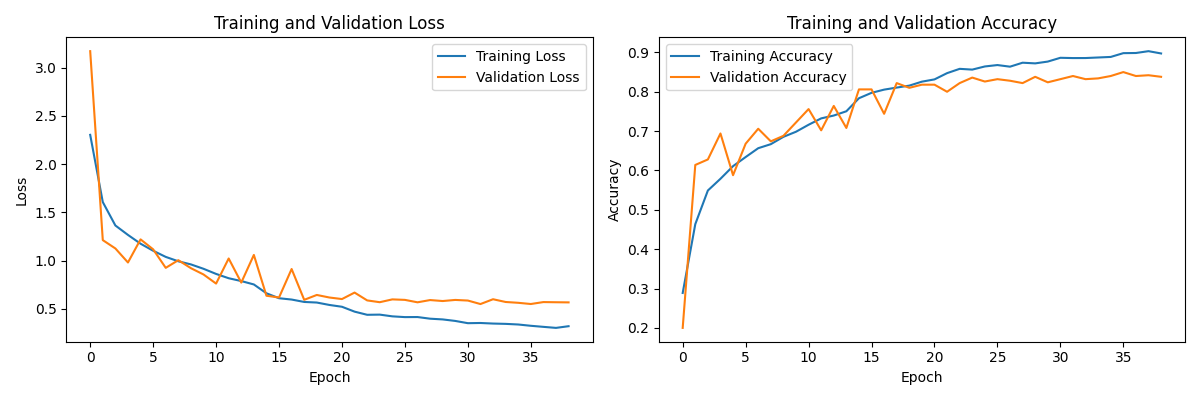 Training and Validation Loss
Training Loss
Validation Loss
3.0
2.5
2.0
1.5
1.0
0.5
Loss
0 5 10 15 20 25 30 35
Epoch
Training and Validation Accuracy
Training Accuracy
Validation Accuracy
0.9
0.8
0.7
0.6
0.5
0.4
0.3
0.2
Accuracy
0 5 10 15 20 25 30 35
Epoch